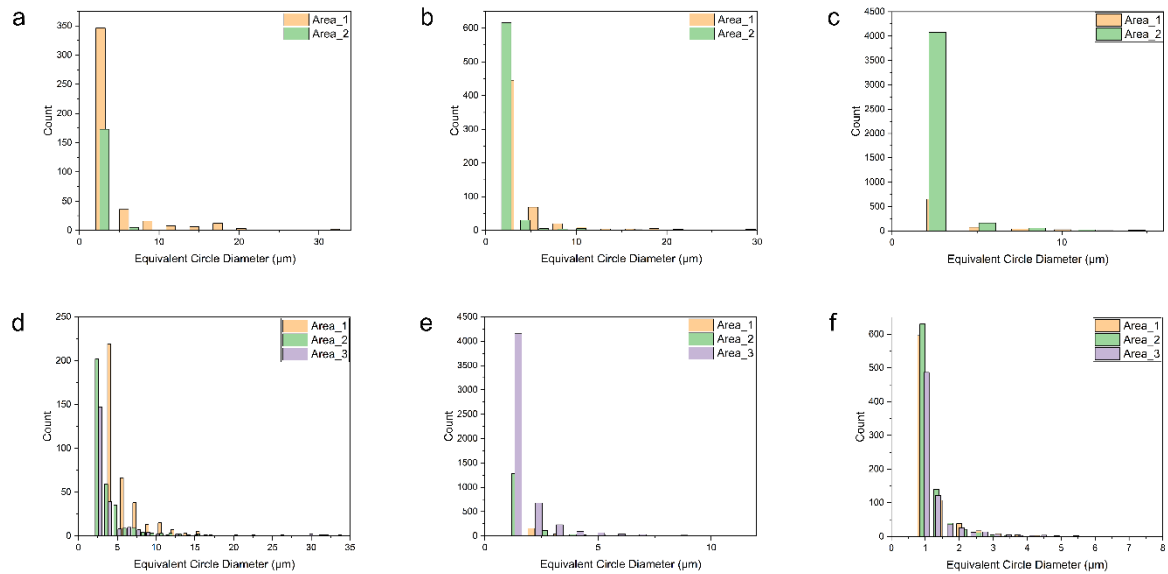 a
Area_1
Area_2
350
300
250
200
150
100
50
0
Count
0
10
20
30
Equivalent Circle Diameter (μm)
b
Area_1
Area_2
600
500
400
300
200
100
0
Count
0
10
20
30
Equivalent Circle Diameter (μm)
c
Area_1
Area_2
4500
4000
3500
3000
2500
2000
1500
1000
500
0
Count
0
10
Equivalent Circle Diameter (μm)
d
Area_1
Area_2
Area_3
250
200
150
100
50
0
Count
0
5
10
15
20
25
30
35
Equivalent Circle Diameter (μm)
e
Area_1
Area_2
Area_3
4500
4000
3500
3000
2500
2000
1500
1000
500
0
Count
0
5
10
Equivalent Circle Diameter (μm)
f
Area_1
Area_2
Area_3
600
500
400
300
200
100
0
Count
0
1
2
3
4
5
6
7
8
Equivalent Circle Diameter (μm)